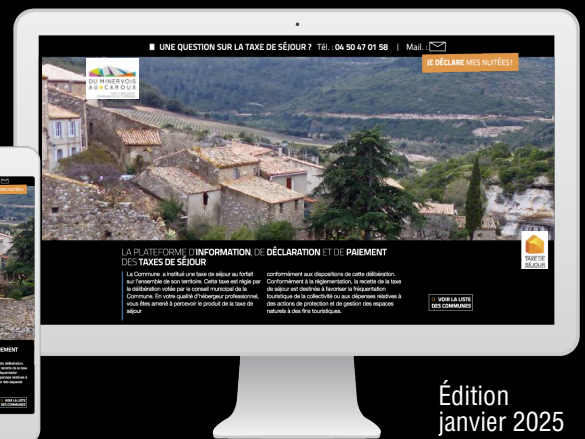 UNE QUESTION SUR LA TAXE DE SÉJOUR ? Tél. : 04 50 47 01 58 | Mail. :
JE DÉCLARE MES NUITÉES !
DU MINERVOIS
AU CAROUX
TAXE DE
SÉJOUR
LA PLATEFORME D'INFORMATION, DE DÉCLARATION ET DE PAIEMENT
DES TAXES DE SÉJOUR
La Commune a institué une taxe de séjour au forfait
sur l'ensemble de son territoire. Cette taxe est régie par
la délibération votée par le conseil municipal de la
Commune. En votre qualité d'hébergeur professionnel,
vous êtes amené à percevoir le produit de la taxe de
séjour
conformément aux dispositions de cette délibération.
Conformément à la réglementation, la recette de la taxe
de séjour est destinée à favoriser la fréquentation
touristique de la collectivité ou aux dépenses relatives à
des actions de protection et de gestion des espaces
naturels à des fins touristiques.
VOIR LA LISTE
DES COMMUNES
EMENT
VOIR LA LISTE
DES COMMUNES
Édition
janvier 2025